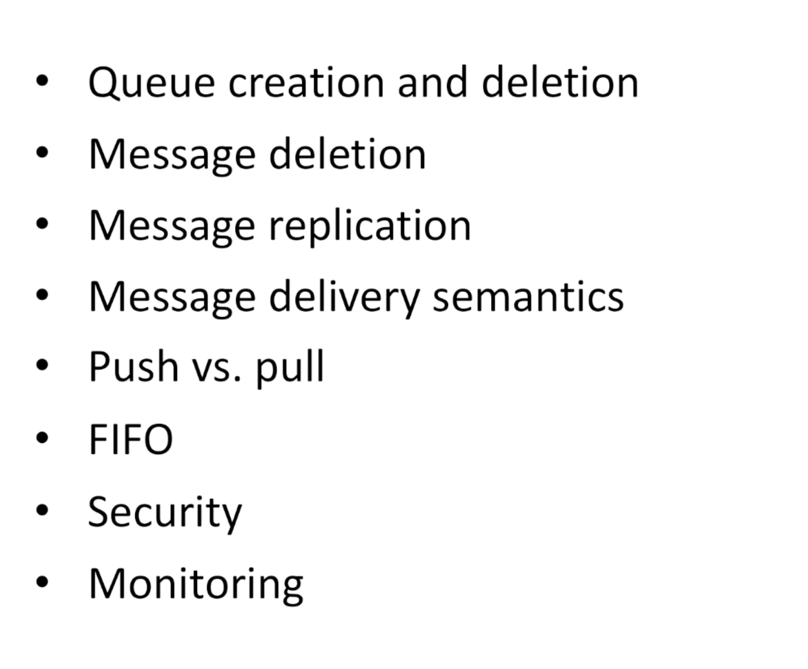 • Queue creation and deletion
• Message deletion
• Message replication
• Message delivery semantics
• Push vs. pull
• FIFO
• Security
• Monitoring